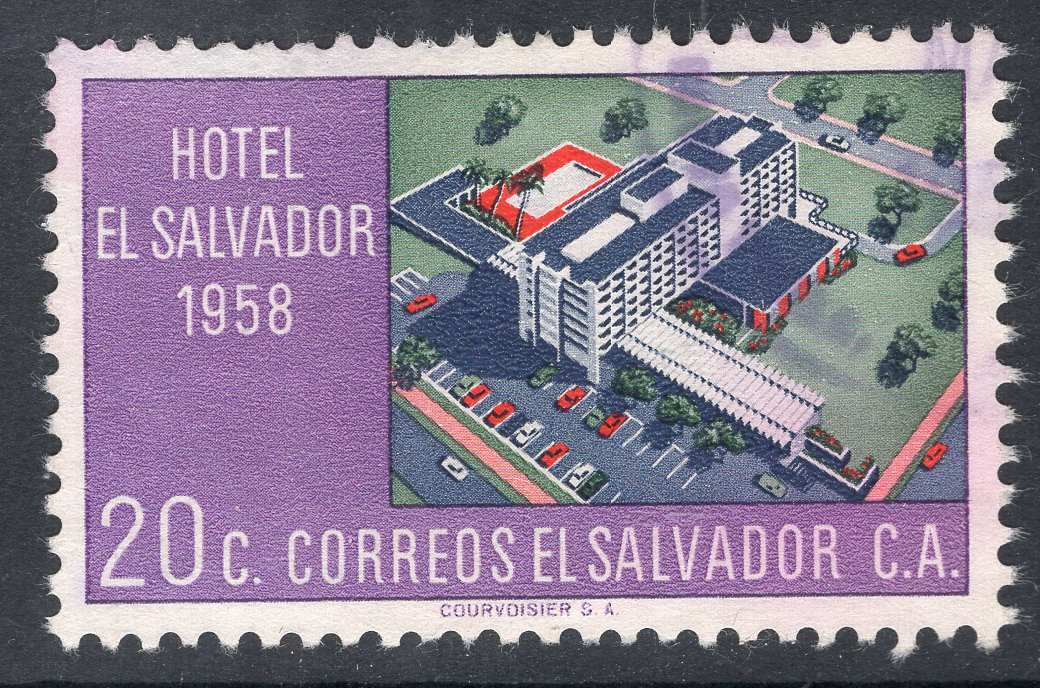 HOTEL
EL SALVADOR
1958
20c. CORREOS EL SALVADOR C.A.
COURVOISIER S. A.